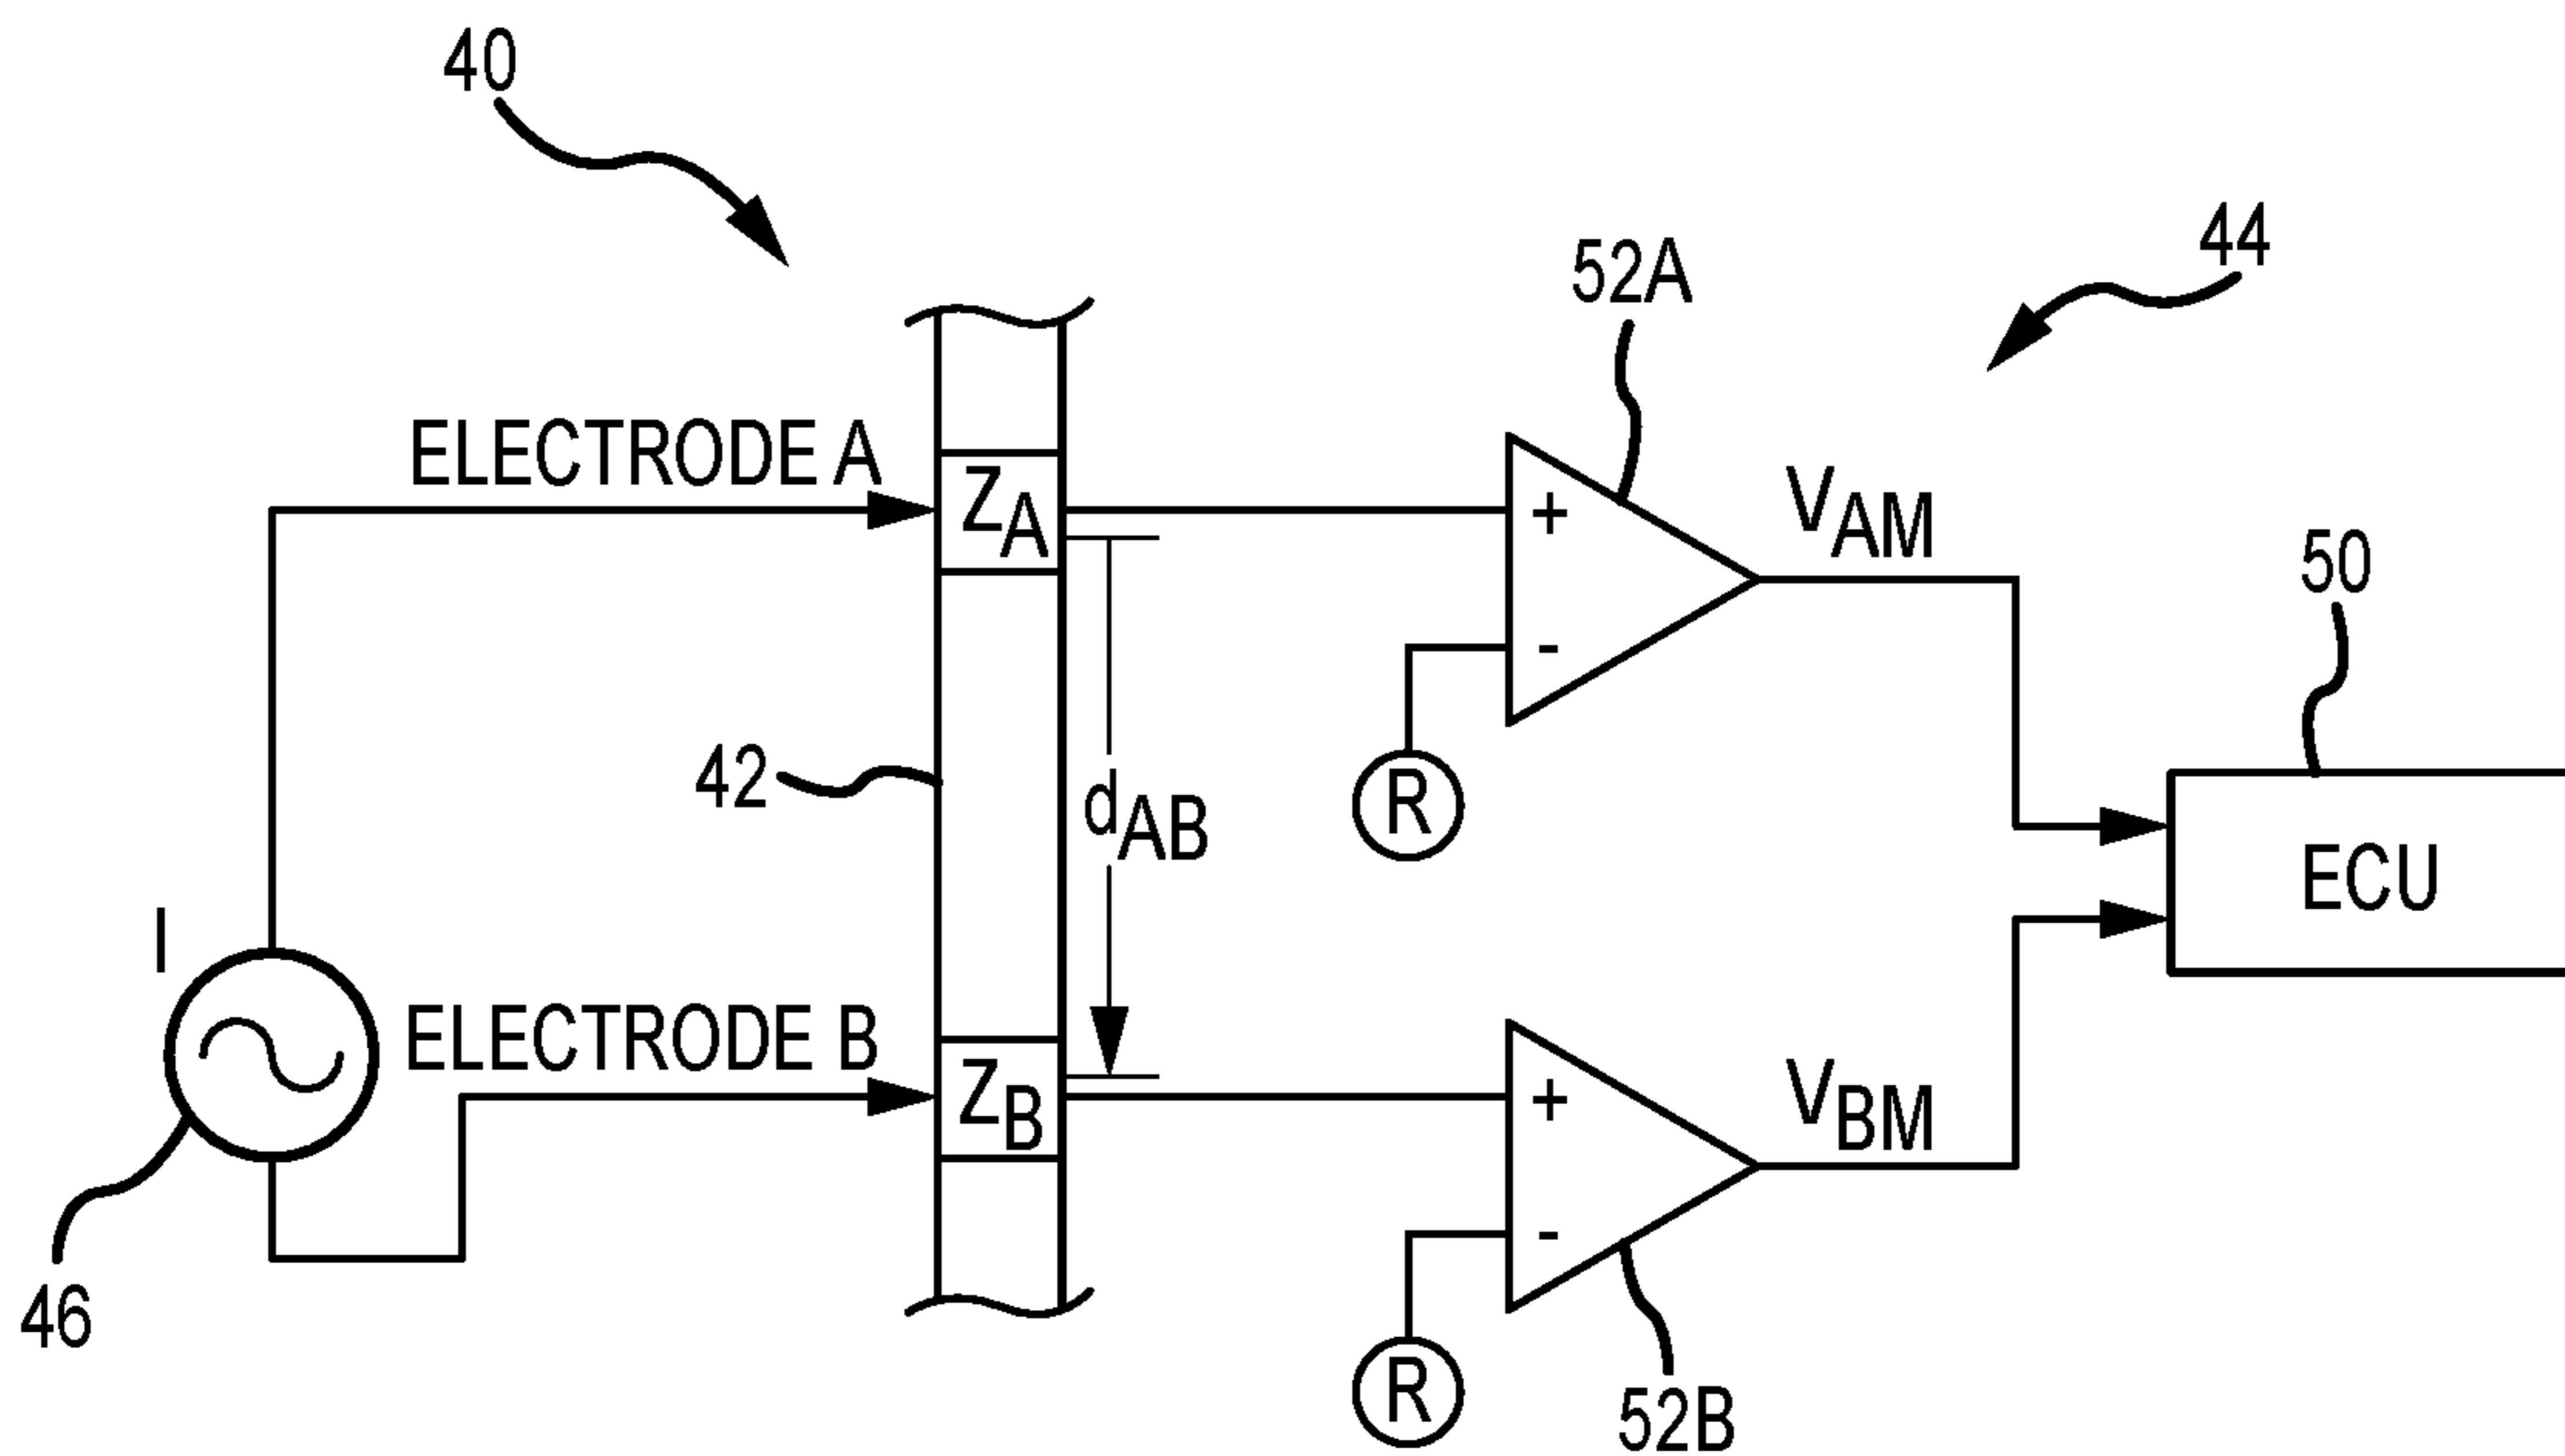 40
44
52A
ELECTRODE A
Z_A
+
V_AM
50
-
42
d_AB
R
ECU
I
ELECTRODE B
Z_B
+
V_BM
-
46
R
52B